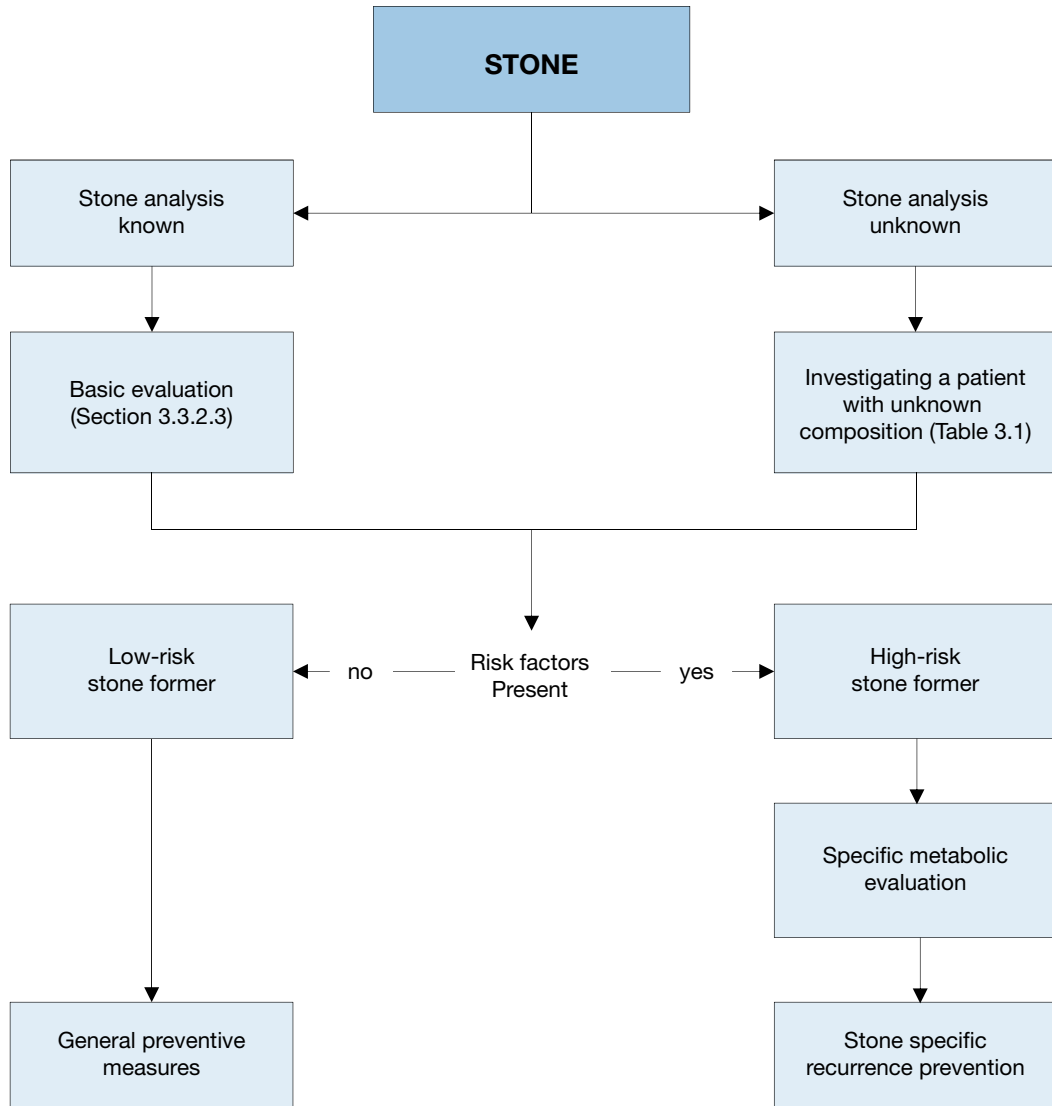 STONE
Stone analysis
known
Stone analysis
unknown
Basic evaluation
(Section 3.3.2.3)
Investigating a patient
with unknown
composition (Table 3.1)
Low-risk
stone former
no
Risk factors
Present
yes
High-risk
stone former
Specific metabolic
evaluation
General preventive
measures
Stone specific
recurrence prevention